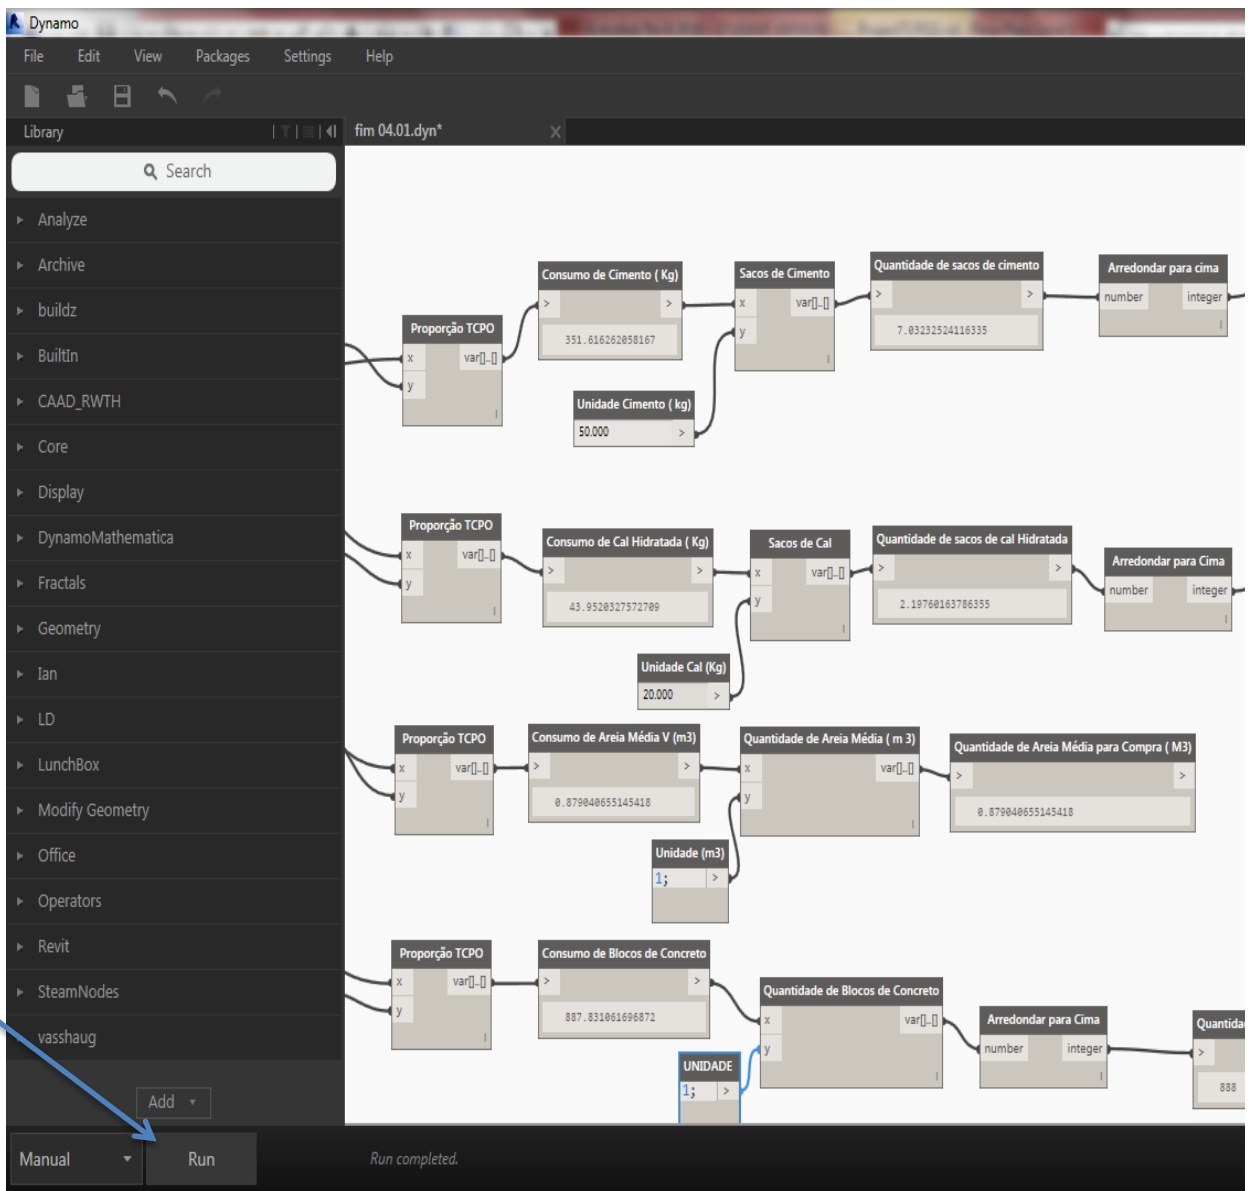 Dynamo
File Edit View Packages Settings Help
Library
fim 04.01.dyn*
Search
Analyze
Archive
buildz
BuiltIn
CAAD_RWTH
Core
Display
DynamoMathematica
Fractals
Geometry
Ian
LD
LunchBox
Modify Geometry
Office
Operators
Revit
SteamNodes
vasshaug
Add
Manual
Run
Run completed.
Proporção TCPO
x var[]..[]
y
Consumo de Cimento ( Kg)
> >
351.616262058167
Unidade Cimento ( kg)
50.000 >
Sacos de Cimento
x var[]..[]
y
Quantidade de sacos de cimento
> >
7.03232524116335
Arredondar para cima
number integer
Proporção TCPO
x var[]..[]
y
Consumo de Cal Hidratada ( Kg)
> >
43.9520327572709
Unidade Cal (Kg)
20.000 >
Sacos de Cal
x var[]..[]
y
Quantidade de sacos de cal Hidratada
> >
2.19760163786355
Arredondar para Cima
number integer
Proporção TCPO
x var[]..[]
y
Consumo de Areia Média V (m3)
> >
0.879040655145418
Unidade (m3)
1; >
Quantidade de Areia Média ( m 3)
x var[]..[]
y
Quantidade de Areia Média para Compra ( M3)
> >
0.879040655145418
Proporção TCPO
x var[]..[]
y
Consumo de Blocos de Concreto
> >
887.831061696872
UNIDADE
1; >
Quantidade de Blocos de Concreto
x var[]..[]
y
Arredondar para Cima
number integer
>
888